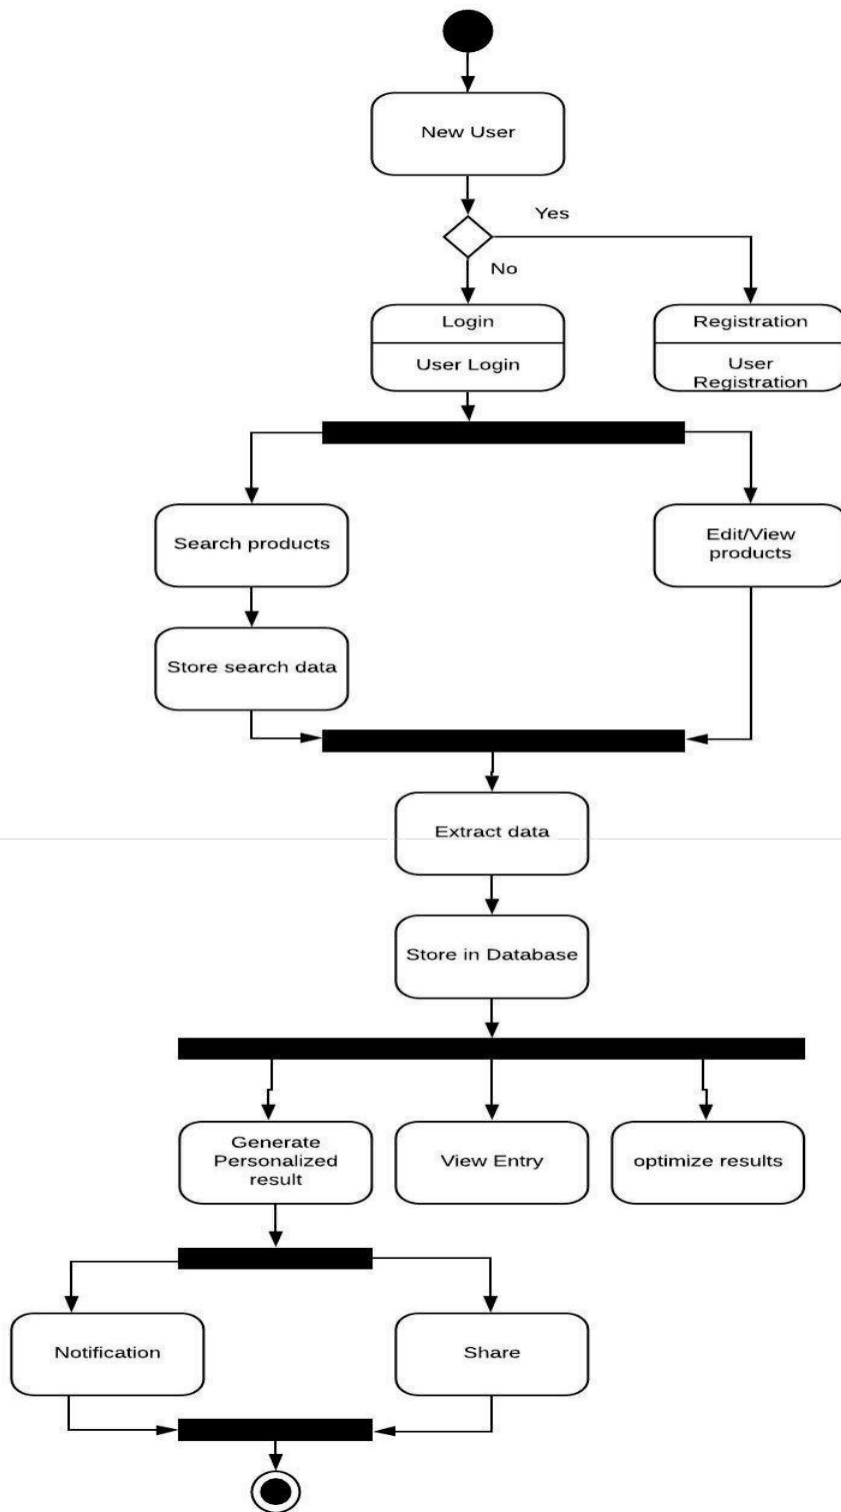 New User
Yes
No
Login
User Login
Registration
User
Registration
Search products
Edit/View
products
Store search data
Extract data
Store in Database
Generate
Personalized
result
View Entry
optimize results
Notification
Share